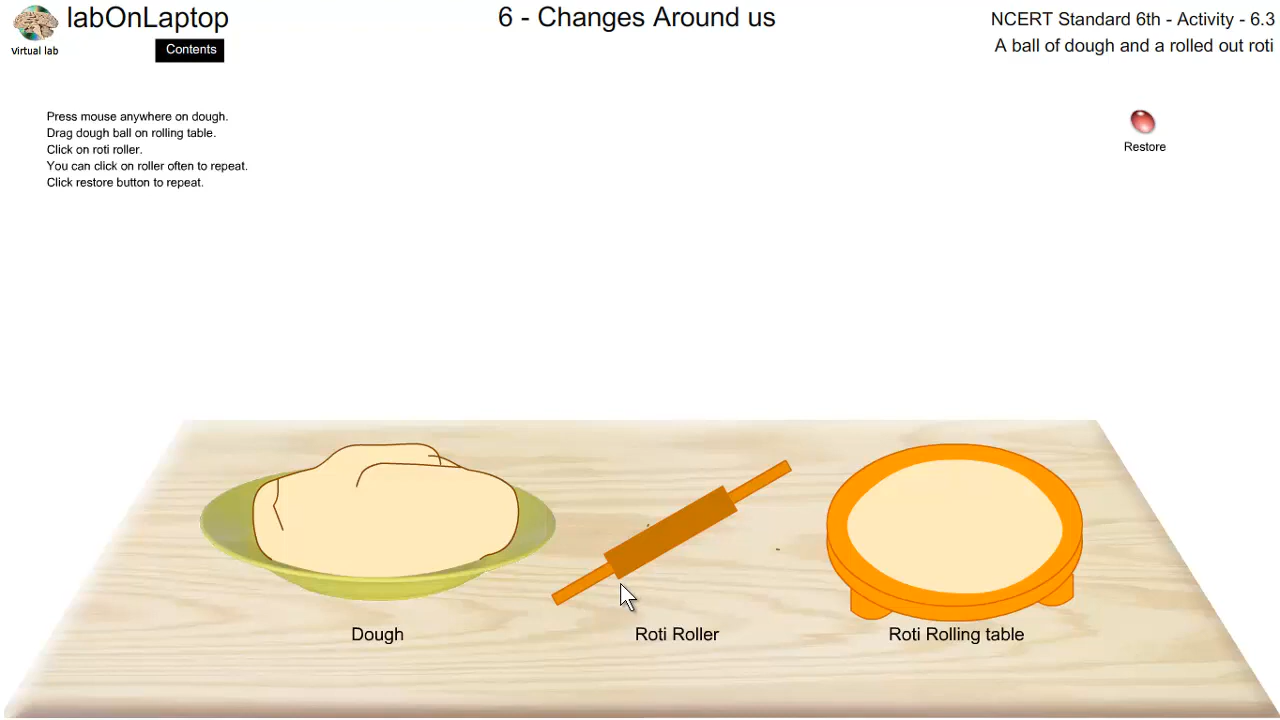 labOnLaptop
Virtual lab
Contents
6 - Changes Around us
NCERT Standard 6th - Activity - 6.3
A ball of dough and a rolled out roti
Press mouse anywhere on dough.
Drag dough ball on rolling table.
Click on roti roller.
You can click on roller often to repeat.
Click restore button to repeat.
Restore
Dough
Roti Roller
Roti Rolling table